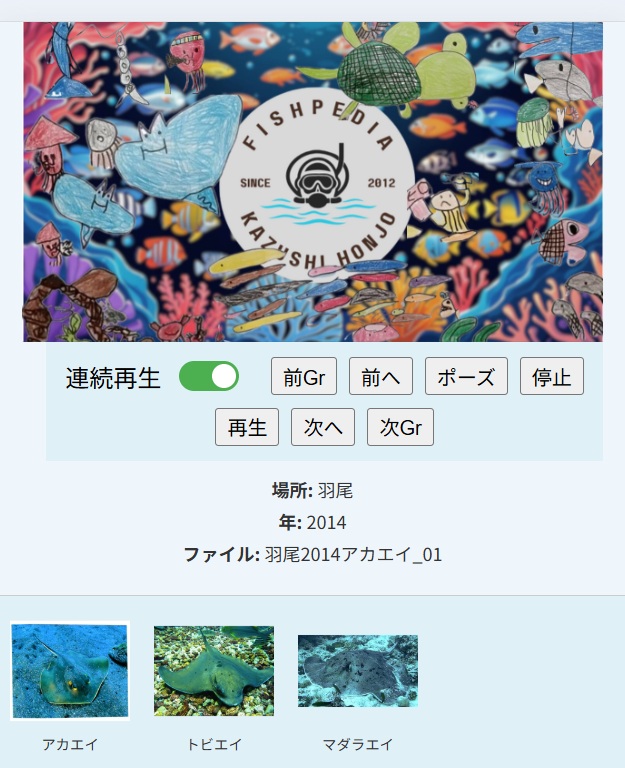 FISHPEDIA
SINCE 2012
KAZUSHI HONJO
連続再生 前Gr 前へ ポーズ 停止
再生 次へ 次Gr
場所: 羽尾
年: 2014
ファイル: 羽尾2014アカエイ_01
アカエイ トビエイ マダラエイ